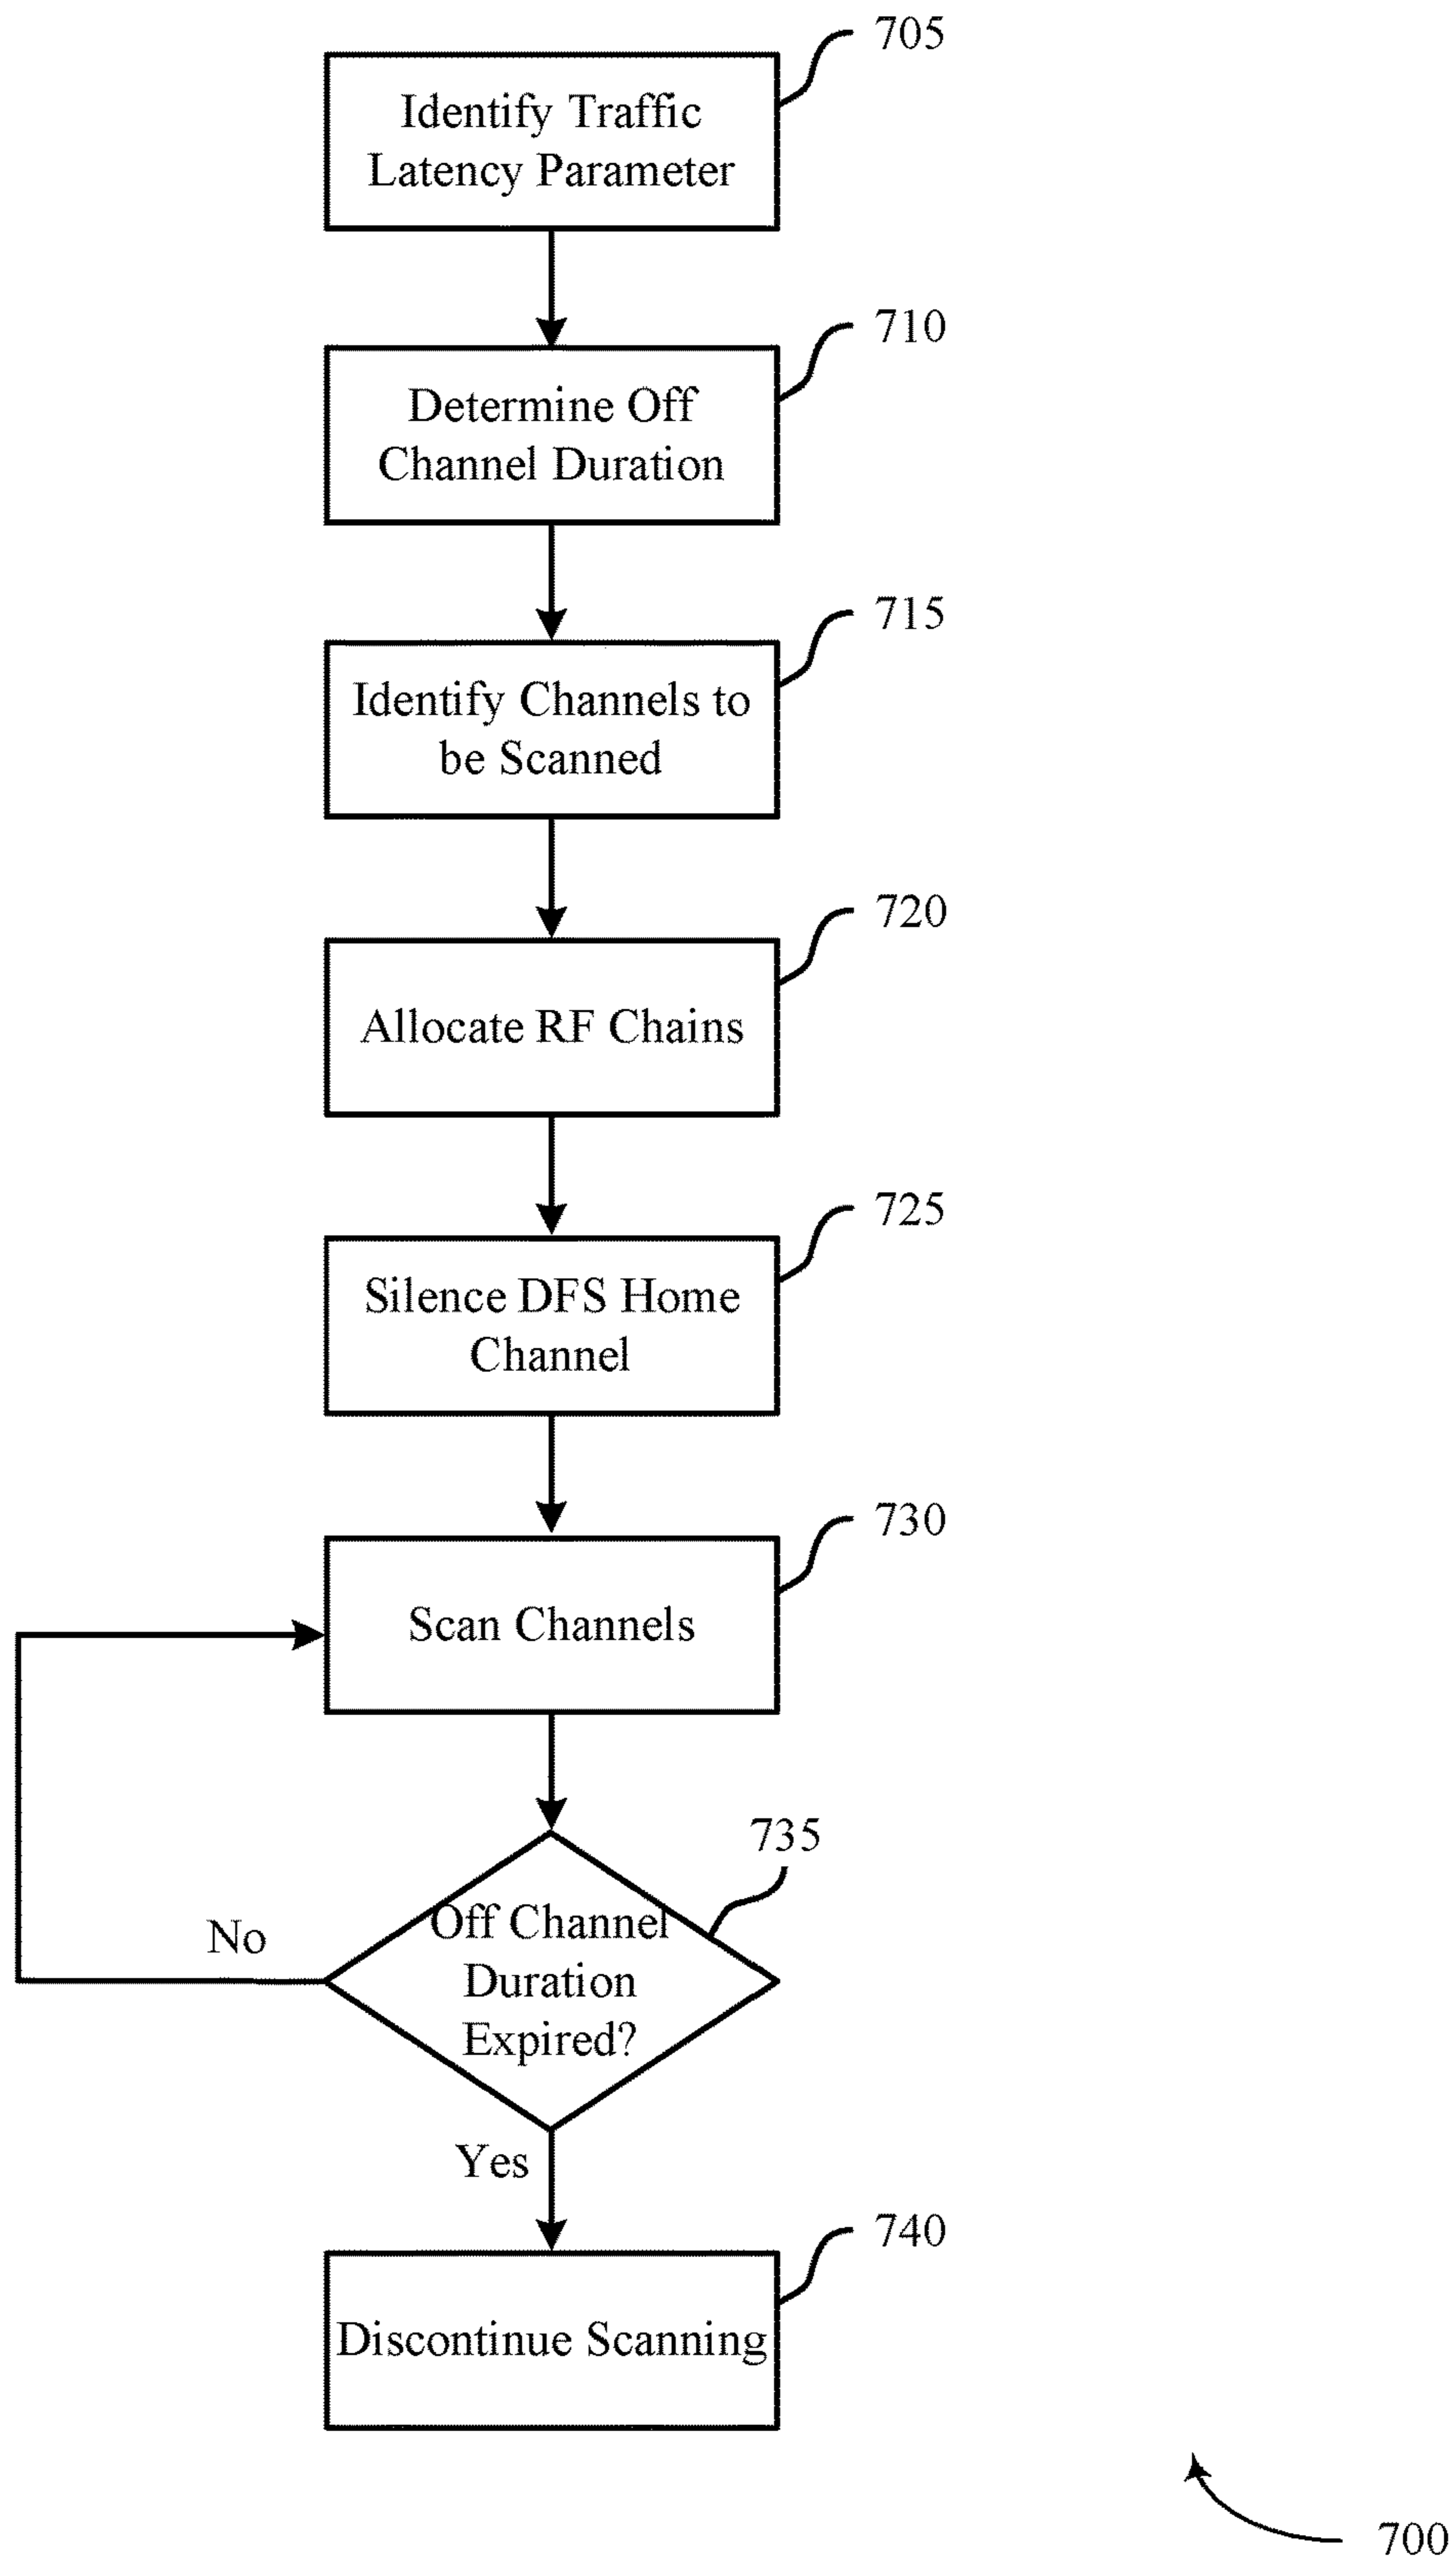 705
Identify Traffic
Latency Parameter
710
Determine Off
Channel Duration
715
Identify Channels to
be Scanned
720
Allocate RF Chains
725
Silence DFS Home
Channel
730
Scan Channels
735
Off Channel
Duration
Expired?
No
Yes
740
Discontinue Scanning
700